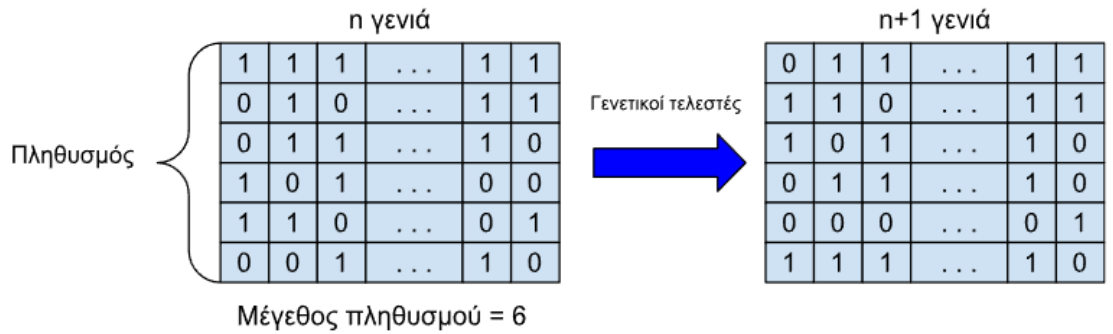 n γενιά
n+1 γενιά
1 1 1 . . . 1 1
0 1 0 . . . 1 1
0 1 1 . . . 1 0
1 0 1 . . . 0 0
1 1 0 . . . 0 1
0 0 1 . . . 1 0
Πληθυσμός
Γενετικοί τελεστές
0 1 1 . . . 1 1
1 1 0 . . . 1 1
1 0 1 . . . 1 0
0 1 1 . . . 1 0
0 0 0 . . . 0 1
1 1 1 . . . 1 0
Μέγεθος πληθυσμού = 6